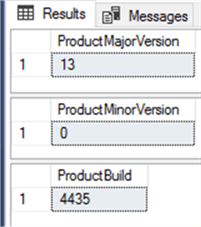 Results Messages
ProductMajorVersion
1 13
ProductMinorVersion
1 0
ProductBuild
1 4435